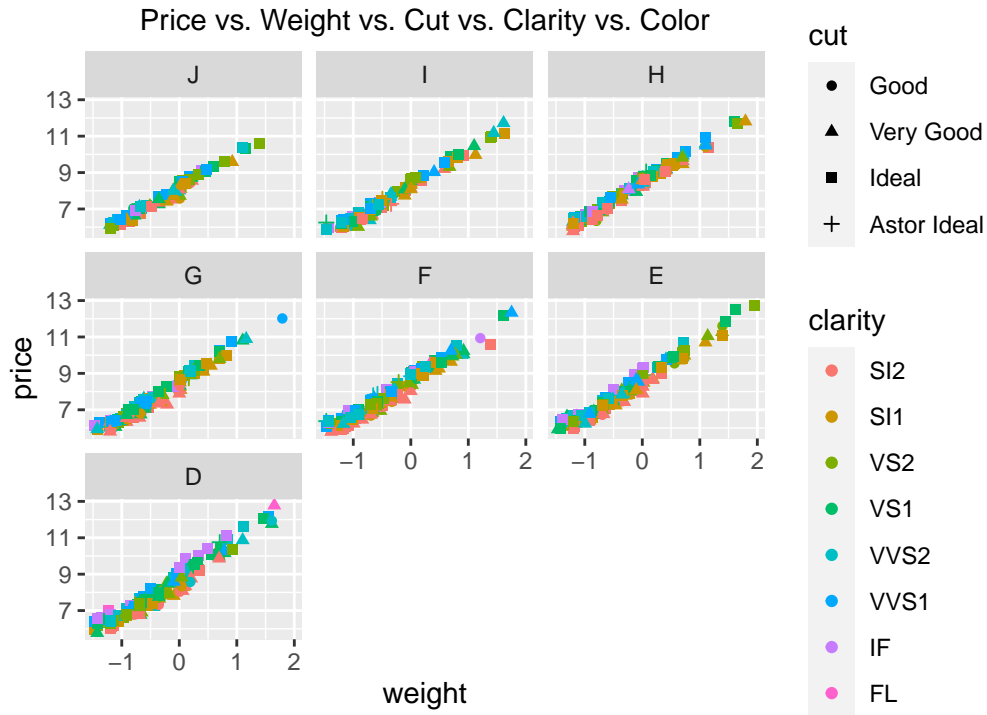 Price vs. Weight vs. Cut vs. Clarity vs. Color
J I H
13
11
9
7
G F E
13
11
9
7
−1 0 1 2 −1 0 1 2
D
13
11
9
7
−1 0 1 2
price
weight
cut
Good
Very Good
Ideal
Astor Ideal
clarity
SI2
SI1
VS2
VS1
VVS2
VVS1
IF
FL